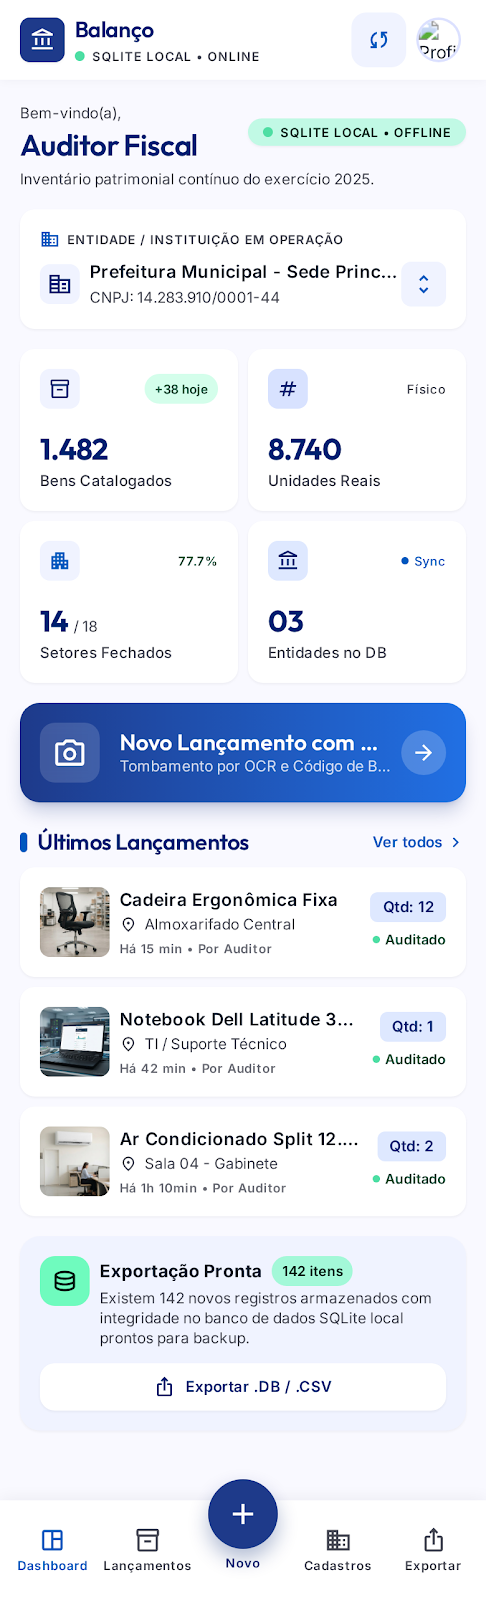 Balanço
SQLITE LOCAL • ONLINE
Profi
Bem-vindo(a),
Auditor Fiscal
SQLITE LOCAL • OFFLINE
Inventário patrimonial contínuo do exercício 2025.
ENTIDADE / INSTITUIÇÃO EM OPERAÇÃO
Prefeitura Municipal - Sede Princ...
CNPJ: 14.283.910/0001-44
+38 hoje
1.482
Bens Catalogados
Físico
8.740
Unidades Reais
77.7%
14 / 18
Setores Fechados
Sync
03
Entidades no DB
Novo Lançamento com ...
Tombamento por OCR e Código de B...
Últimos Lançamentos
Ver todos
Cadeira Ergonômica Fixa
Almoxarifado Central
Há 15 min • Por Auditor
Qtd: 12
Auditado
Notebook Dell Latitude 3...
TI / Suporte Técnico
Há 42 min • Por Auditor
Qtd: 1
Auditado
Ar Condicionado Split 12....
Sala 04 - Gabinete
Há 1h 10min • Por Auditor
Qtd: 2
Auditado
Exportação Pronta
142 itens
Existem 142 novos registros armazenados com
integridade no banco de dados SQLite local
prontos para backup.
Exportar .DB / .CSV
Dashboard
Lançamentos
Novo
Cadastros
Exportar